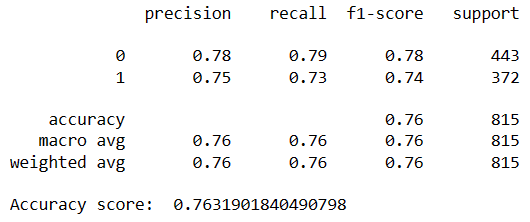 precision recall f1-score support
0 0.78 0.79 0.78 443
1 0.75 0.73 0.74 372
accuracy 0.76 815
macro avg 0.76 0.76 0.76 815
weighted avg 0.76 0.76 0.76 815
Accuracy score: 0.7631901840490798